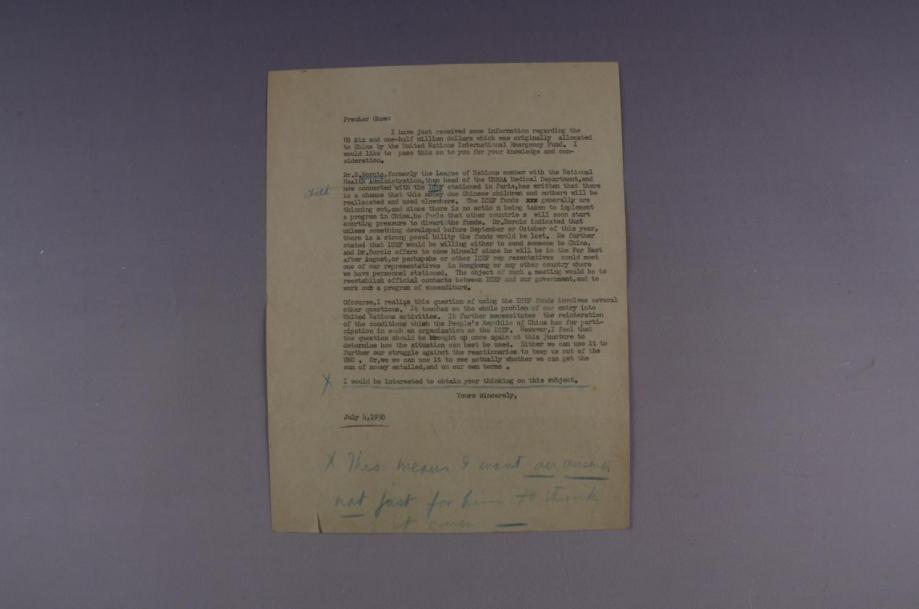 Premier Chow:
I have just received some information regarding the
US six and one-half million dollars which was originally allocated
to China by the United Nations International Emergency Fund. I
would like to pass this on to you for your knowledge and con-
sideration.
Dr.B.Borcic,formerly the League of Nations member with the National
Health Administration,then head of the UNRRA Medical Department,and
now connected with the ICEF stationed in Paris,has written that there
is a chance that this money due Chinese children and mothers will be
reallocated and used elsewhere. The ICEF funds xxx generally are
thinning out,and since there is no actio n being taken to implement
a program in China,he feels that other countrie s will soon start
exerting pressure to divert the funds. Dr.Borcic indicated that
unless something developed before September or October of this year,
there is a strong possi bility the funds would be lost. He further
stated that ICEF would be willing either to send someone to China,
and Dr.Borcic offers to come himself since he will be in the Far East
after August,or perhapshe or other ICEF rep resentatives could meet
one of our representatives in Hongkong or any other country where
we have personnel stationed. The object of such a meeting would be to
reestablish official contacts between ICEF and our government,and to
work out a program of expenditure.
Ofcourse,I realize this question of using the ICEF funds involves several
other questions. It touches on the whole problem of our entry into
United Nations activities. It further necessitates the reiteration
of the conditions which the People's Republic of China has for parti-
cipation in such an organization as the ICEF. However,I feel that
the question should be brought up once again at this juncture to
determine how the situation can best be used. Either we can use it to
further our struggle against the reactionaries to keep us out of the
UNO . Or,we we can use it to see actually whether we can get the
sum of money entailed,and on our own terms .
X I would be interested to obtain your thinking on this subject.
Yours sincerely,
July 4,1950
X This means I want an answer
not just for him to think
it over